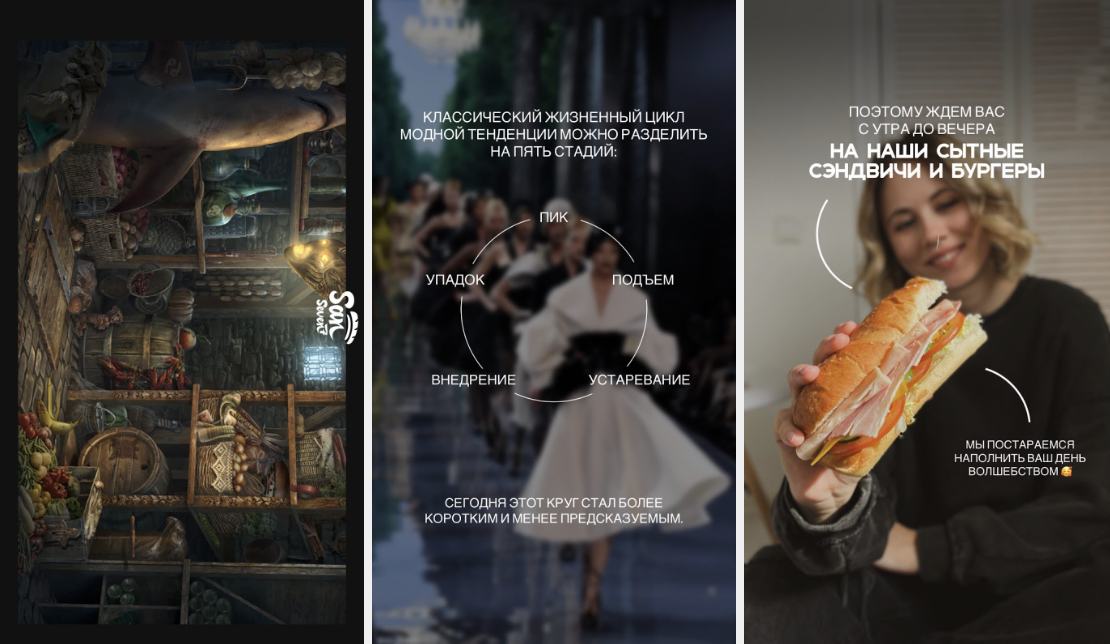 San
Seven7
КЛАССИЧЕСКИЙ ЖИЗНЕННЫЙ ЦИКЛ
МОДНОЙ ТЕНДЕНЦИИ МОЖНО РАЗДЕЛИТЬ
НА ПЯТЬ СТАДИЙ:
ПИК
УПАДОК
ПОДЪЕМ
ВНЕДРЕНИЕ
УСТАРЕВАНИЕ
СЕГОДНЯ ЭТОТ КРУГ СТАЛ БОЛЕЕ
КОРОТКИМ И МЕНЕЕ ПРЕДСКАЗУЕМЫМ.
ПОЭТОМУ ЖДЕМ ВАС
С УТРА ДО ВЕЧЕРА
НА НАШИ СЫТНЫЕ
СЭНДВИЧИ И БУРГЕРЫ
МЫ ПОСТАРАЕМСЯ
НАПОЛНИТЬ ВАШ ДЕНЬ
ВОЛШЕБСТВОМ 🥰